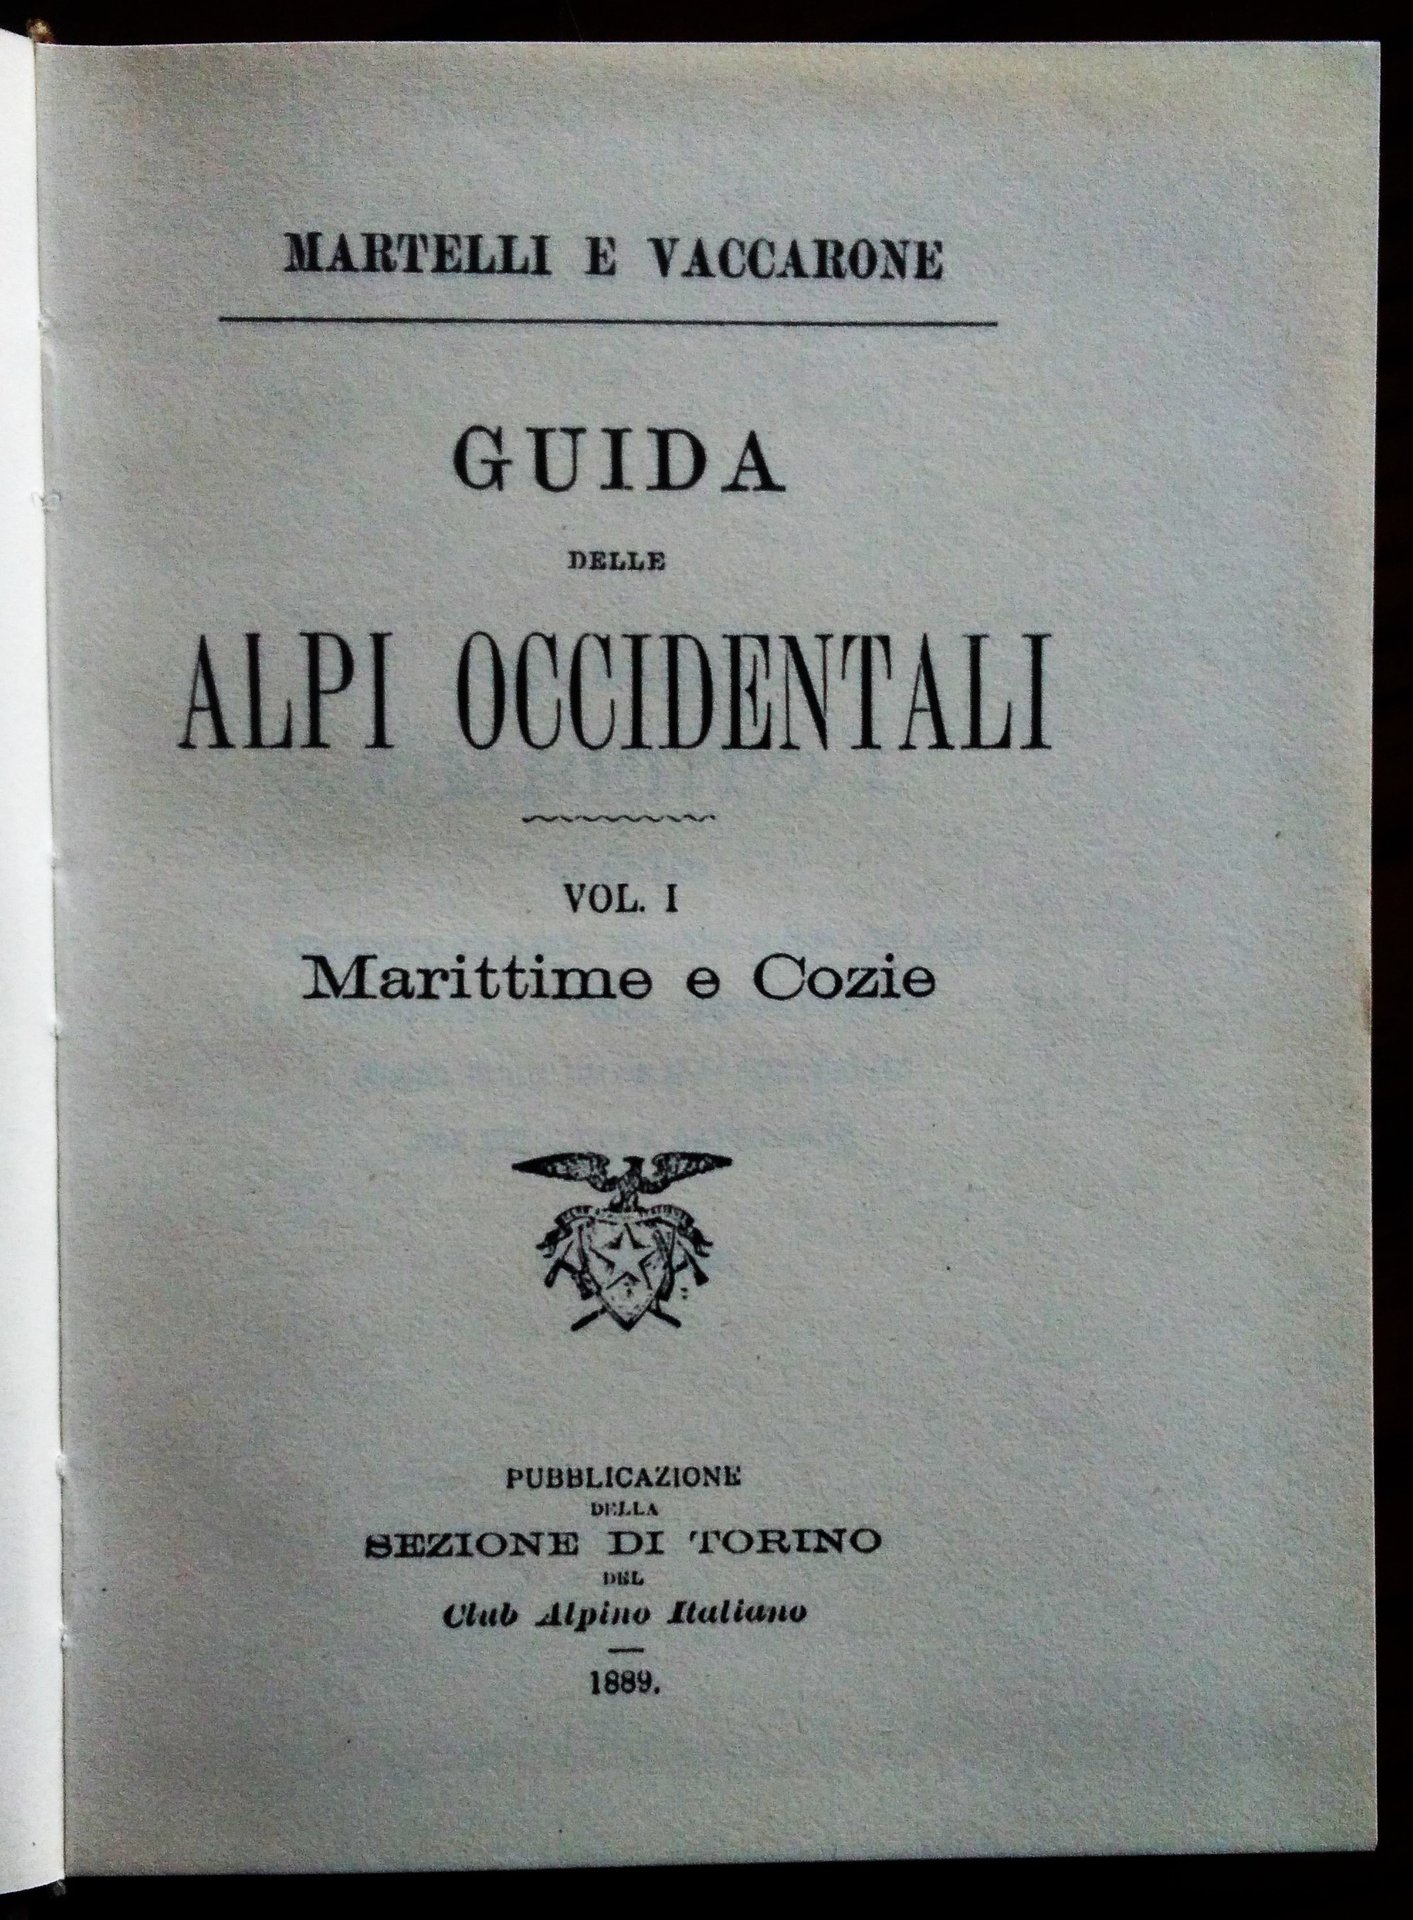 MARTELLI E VACCARONE
GUIDA
DELLE
ALPI OCCIDENTALI
VOL. I
Marittime e Cozie
PUBBLICAZIONE
DELLA
SEZIONE DI TORINO
DEL
Club Alpino Italiano
1889.